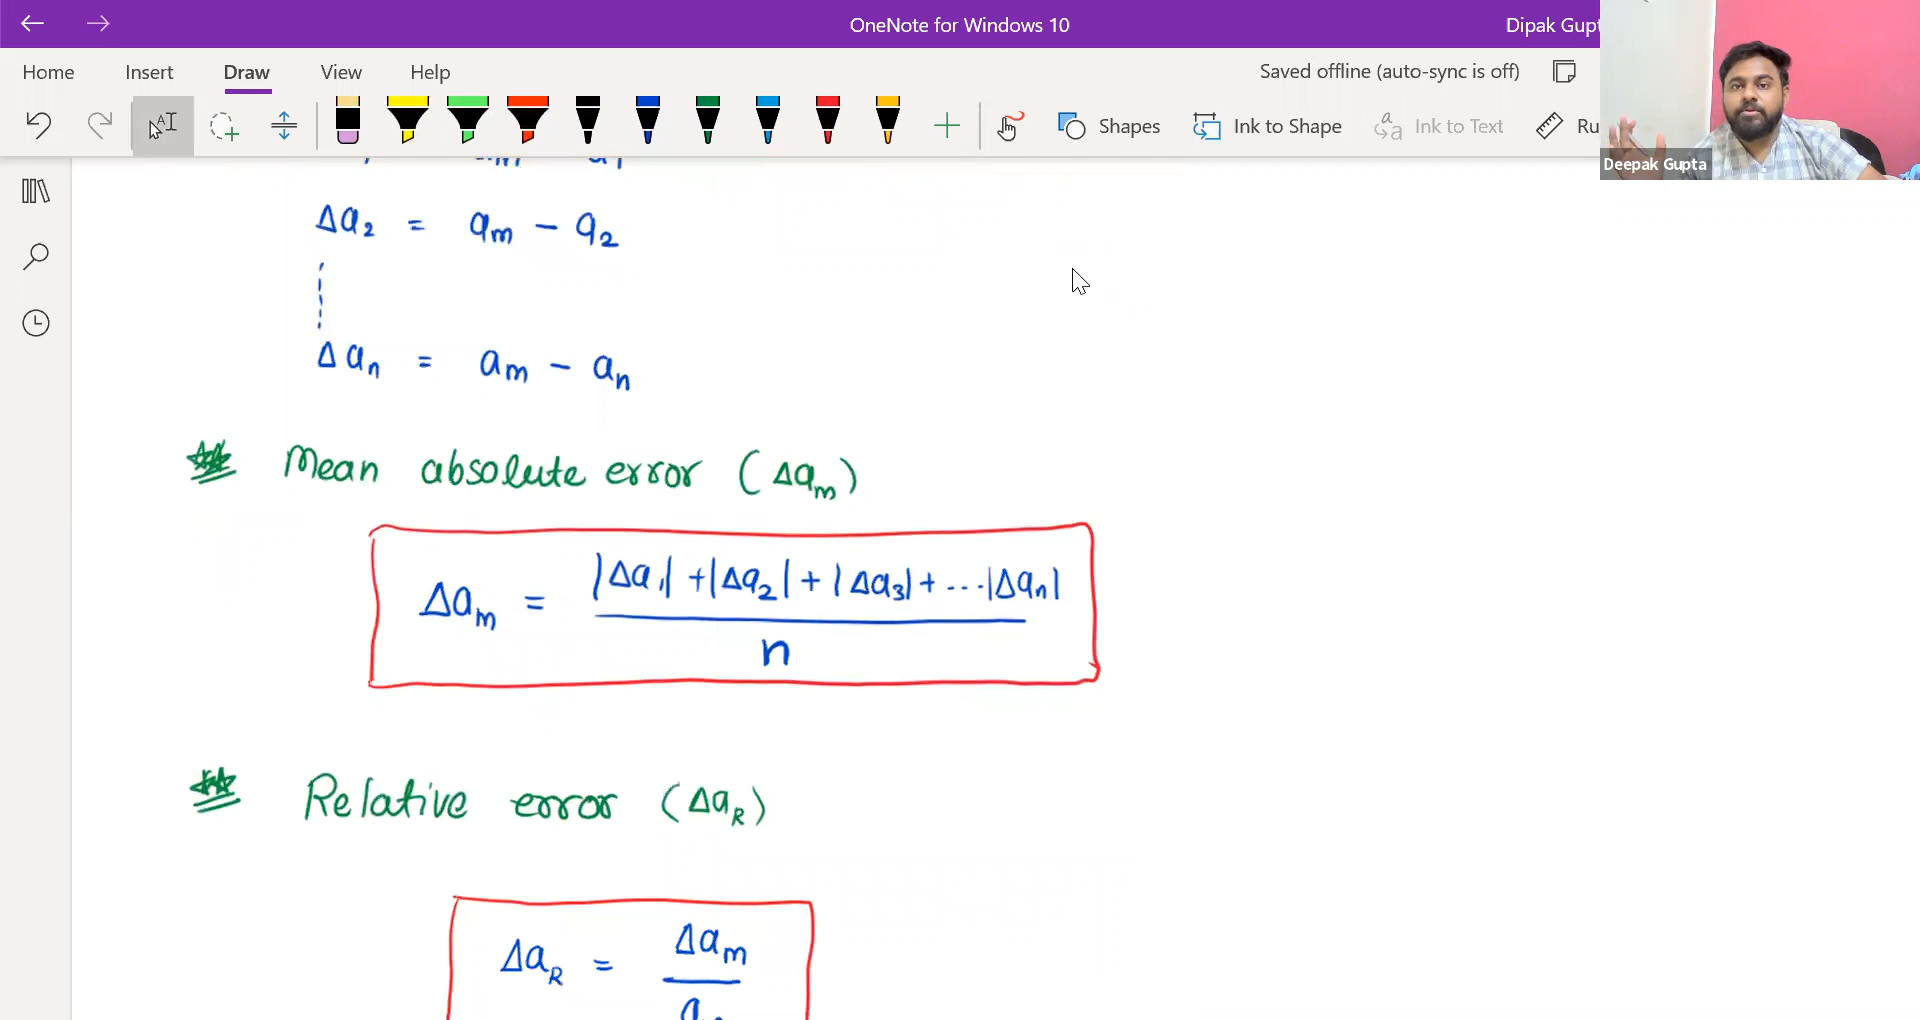 OneNote for Windows 10
Dipak Gupt
Home Insert Draw View Help
Saved offline (auto-sync is off)
Shapes Ink to Shape Ink to Text Ru
Deepak Gupta
Δa₂ = aₘ − a₂
Δaₙ = aₘ − aₙ
Mean absolute error (Δaₘ)
Δaₘ = |Δa₁| + |Δa₂| + |Δa₃| + ... |Δaₙ|
n
Relative error (Δa_R)
Δa_R = Δaₘ